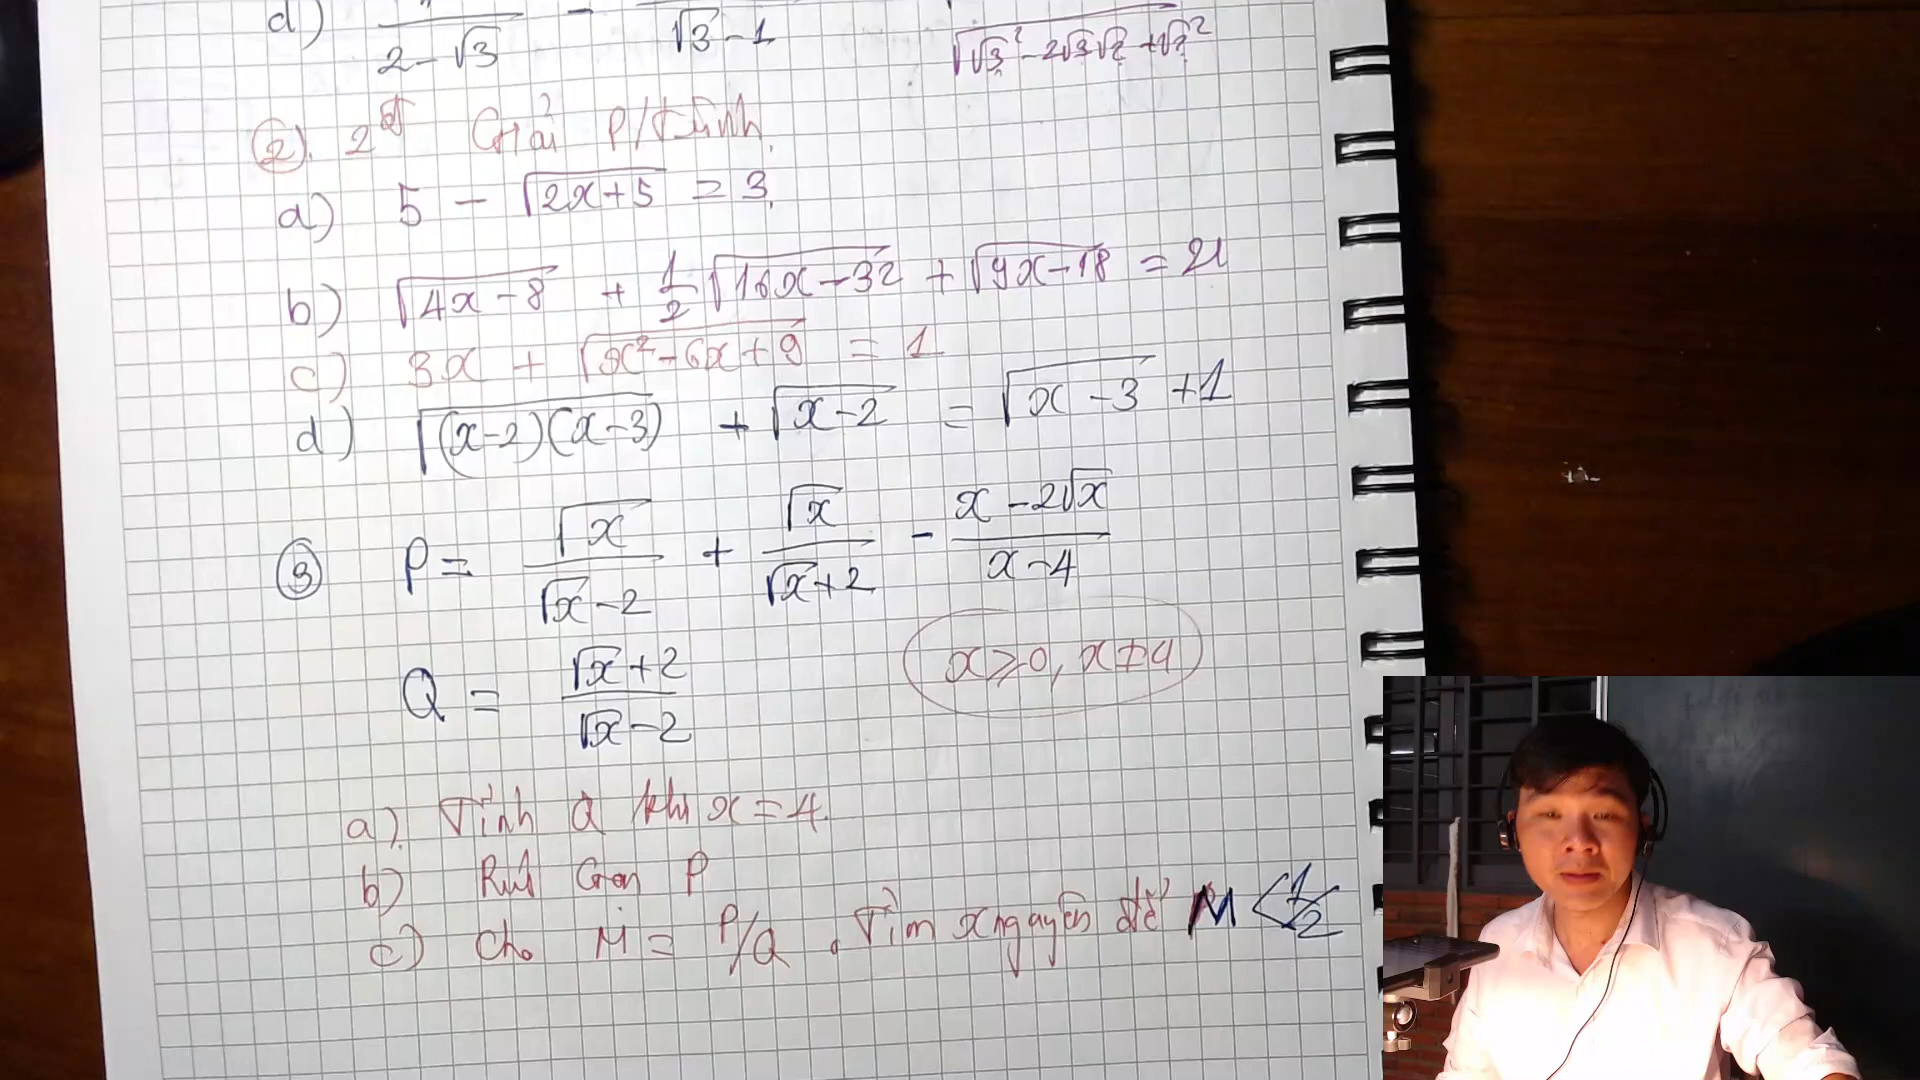 d) 2-√3 - √3-1 √(√3² - 2√3√2 + √2²)
②. 2đ Giải P/trình.
a) 5 - √(2x+5) = 3.
b) √(4x-8) + 1/2 √(16x-32) + √(9x-18) = 21
c) 3x + √(x²-6x+9) = 1
d) √((x-2)(x-3)) + √(x-2) = √(x-3) + 1
③ P = √x/(√x-2) + √x/(√x+2) - (x-2√x)/(x-4)
Q = (√x+2)/(√x-2) x≥0, x≠4
a). Tính Q khi x = 4.
b) Rút Gọn P
c) Cho M = P/Q. Tìm x nguyên để M < 1/2